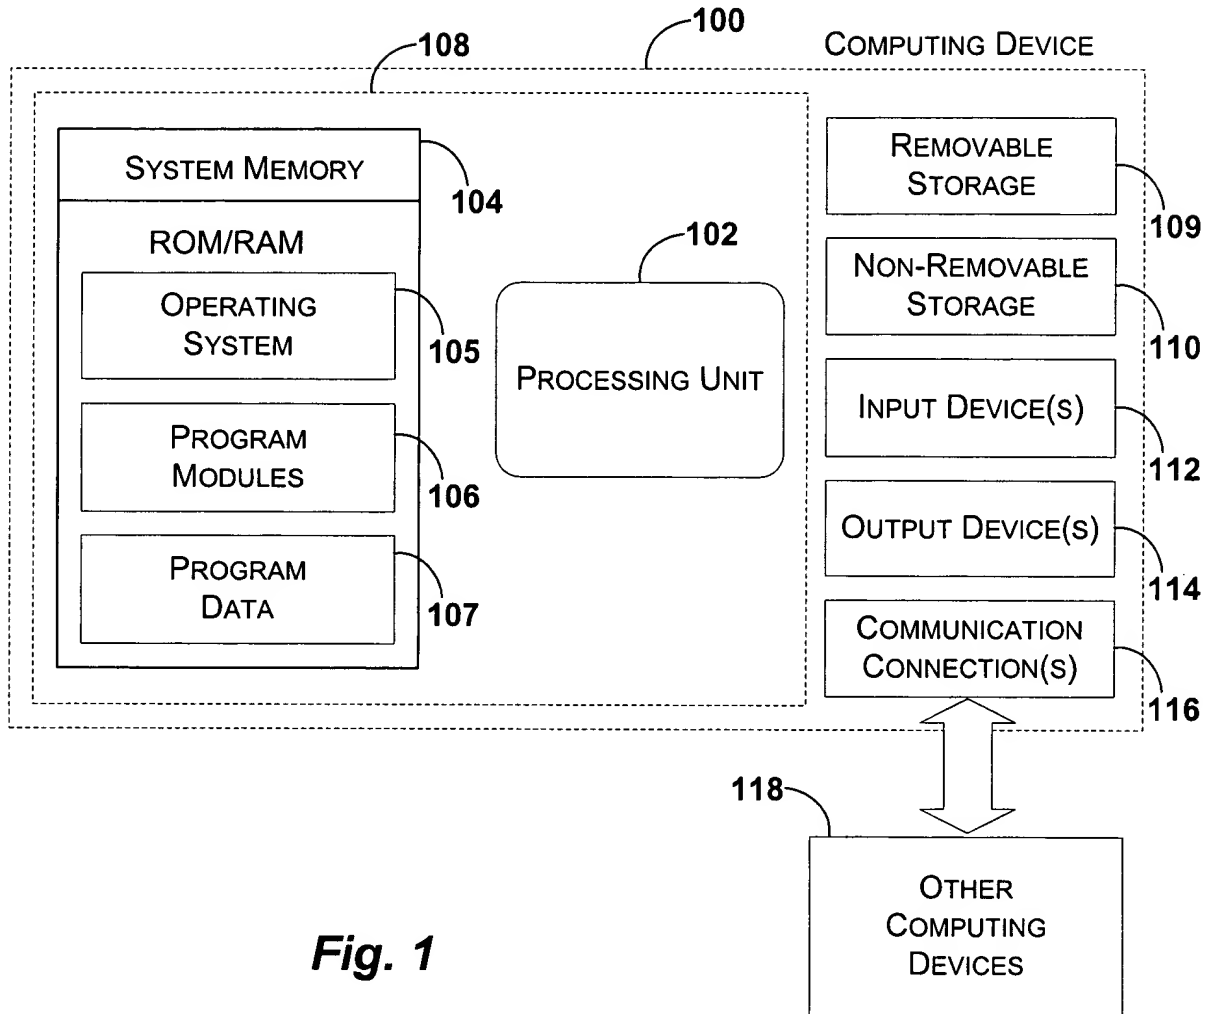 100
COMPUTING DEVICE
108
SYSTEM MEMORY
104
ROM/RAM
OPERATING
SYSTEM
105
PROGRAM
MODULES
106
PROGRAM
DATA
107
102
PROCESSING UNIT
REMOVABLE
STORAGE
109
NON-REMOVABLE
STORAGE
110
INPUT DEVICE(S)
112
OUTPUT DEVICE(S)
114
COMMUNICATION
CONNECTION(S)
116
118
OTHER
COMPUTING
DEVICES
Fig. 1